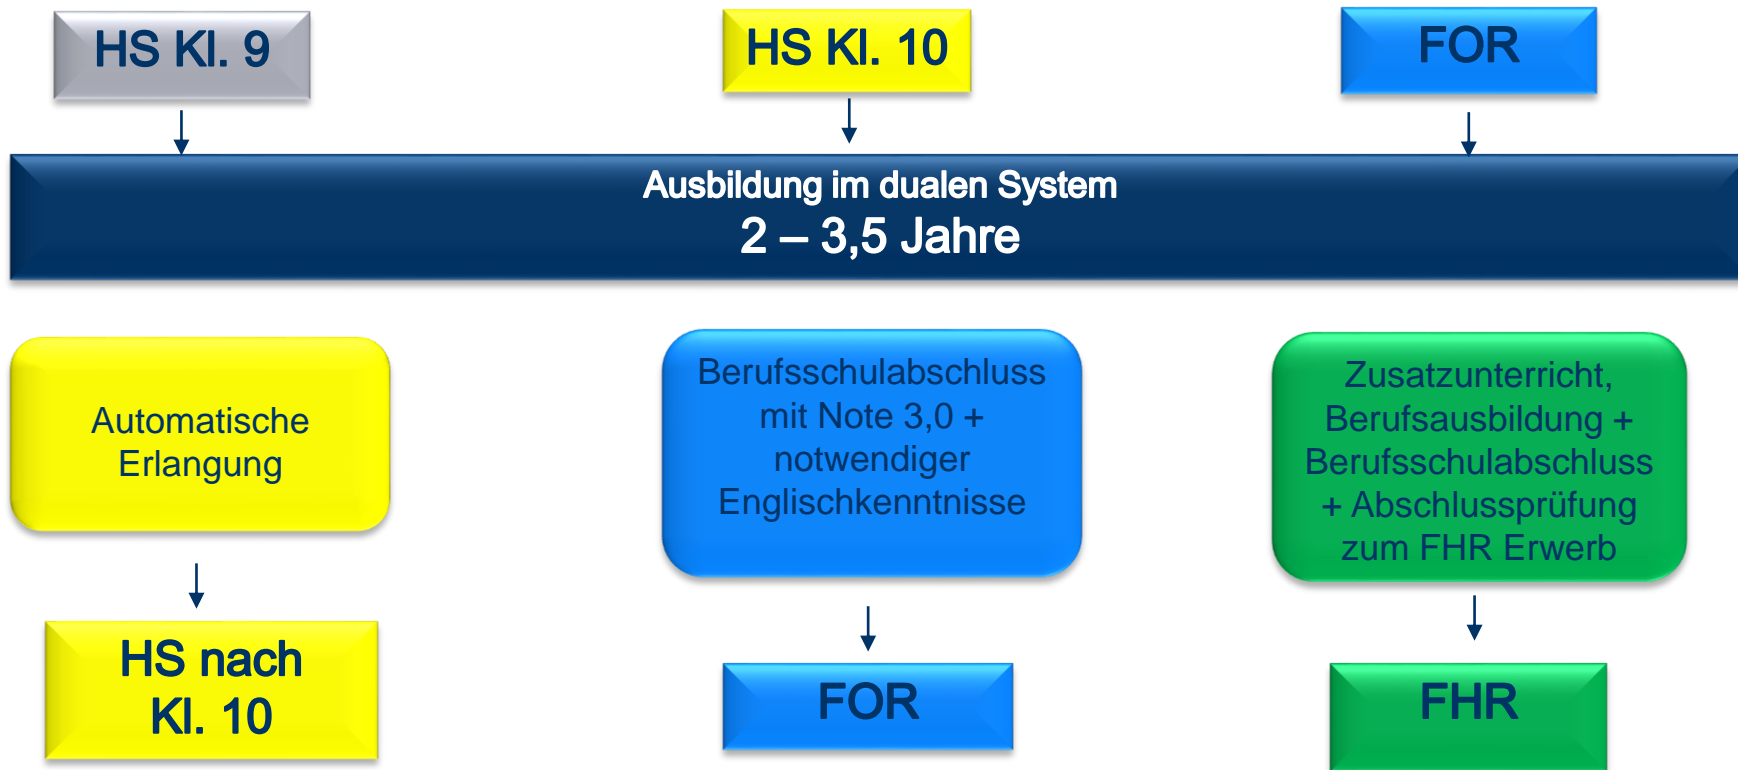 HS Kl. 9
HS Kl. 10
FOR
Ausbildung im dualen System
2 – 3,5 Jahre
Automatische
Erlangung
Berufsschulabschluss
mit Note 3,0 +
notwendiger
Englischkenntnisse
Zusatzunterricht,
Berufsausbildung +
Berufsschulabschluss
+ Abschlussprüfung
zum FHR Erwerb
HS nach
Kl. 10
FOR
FHR